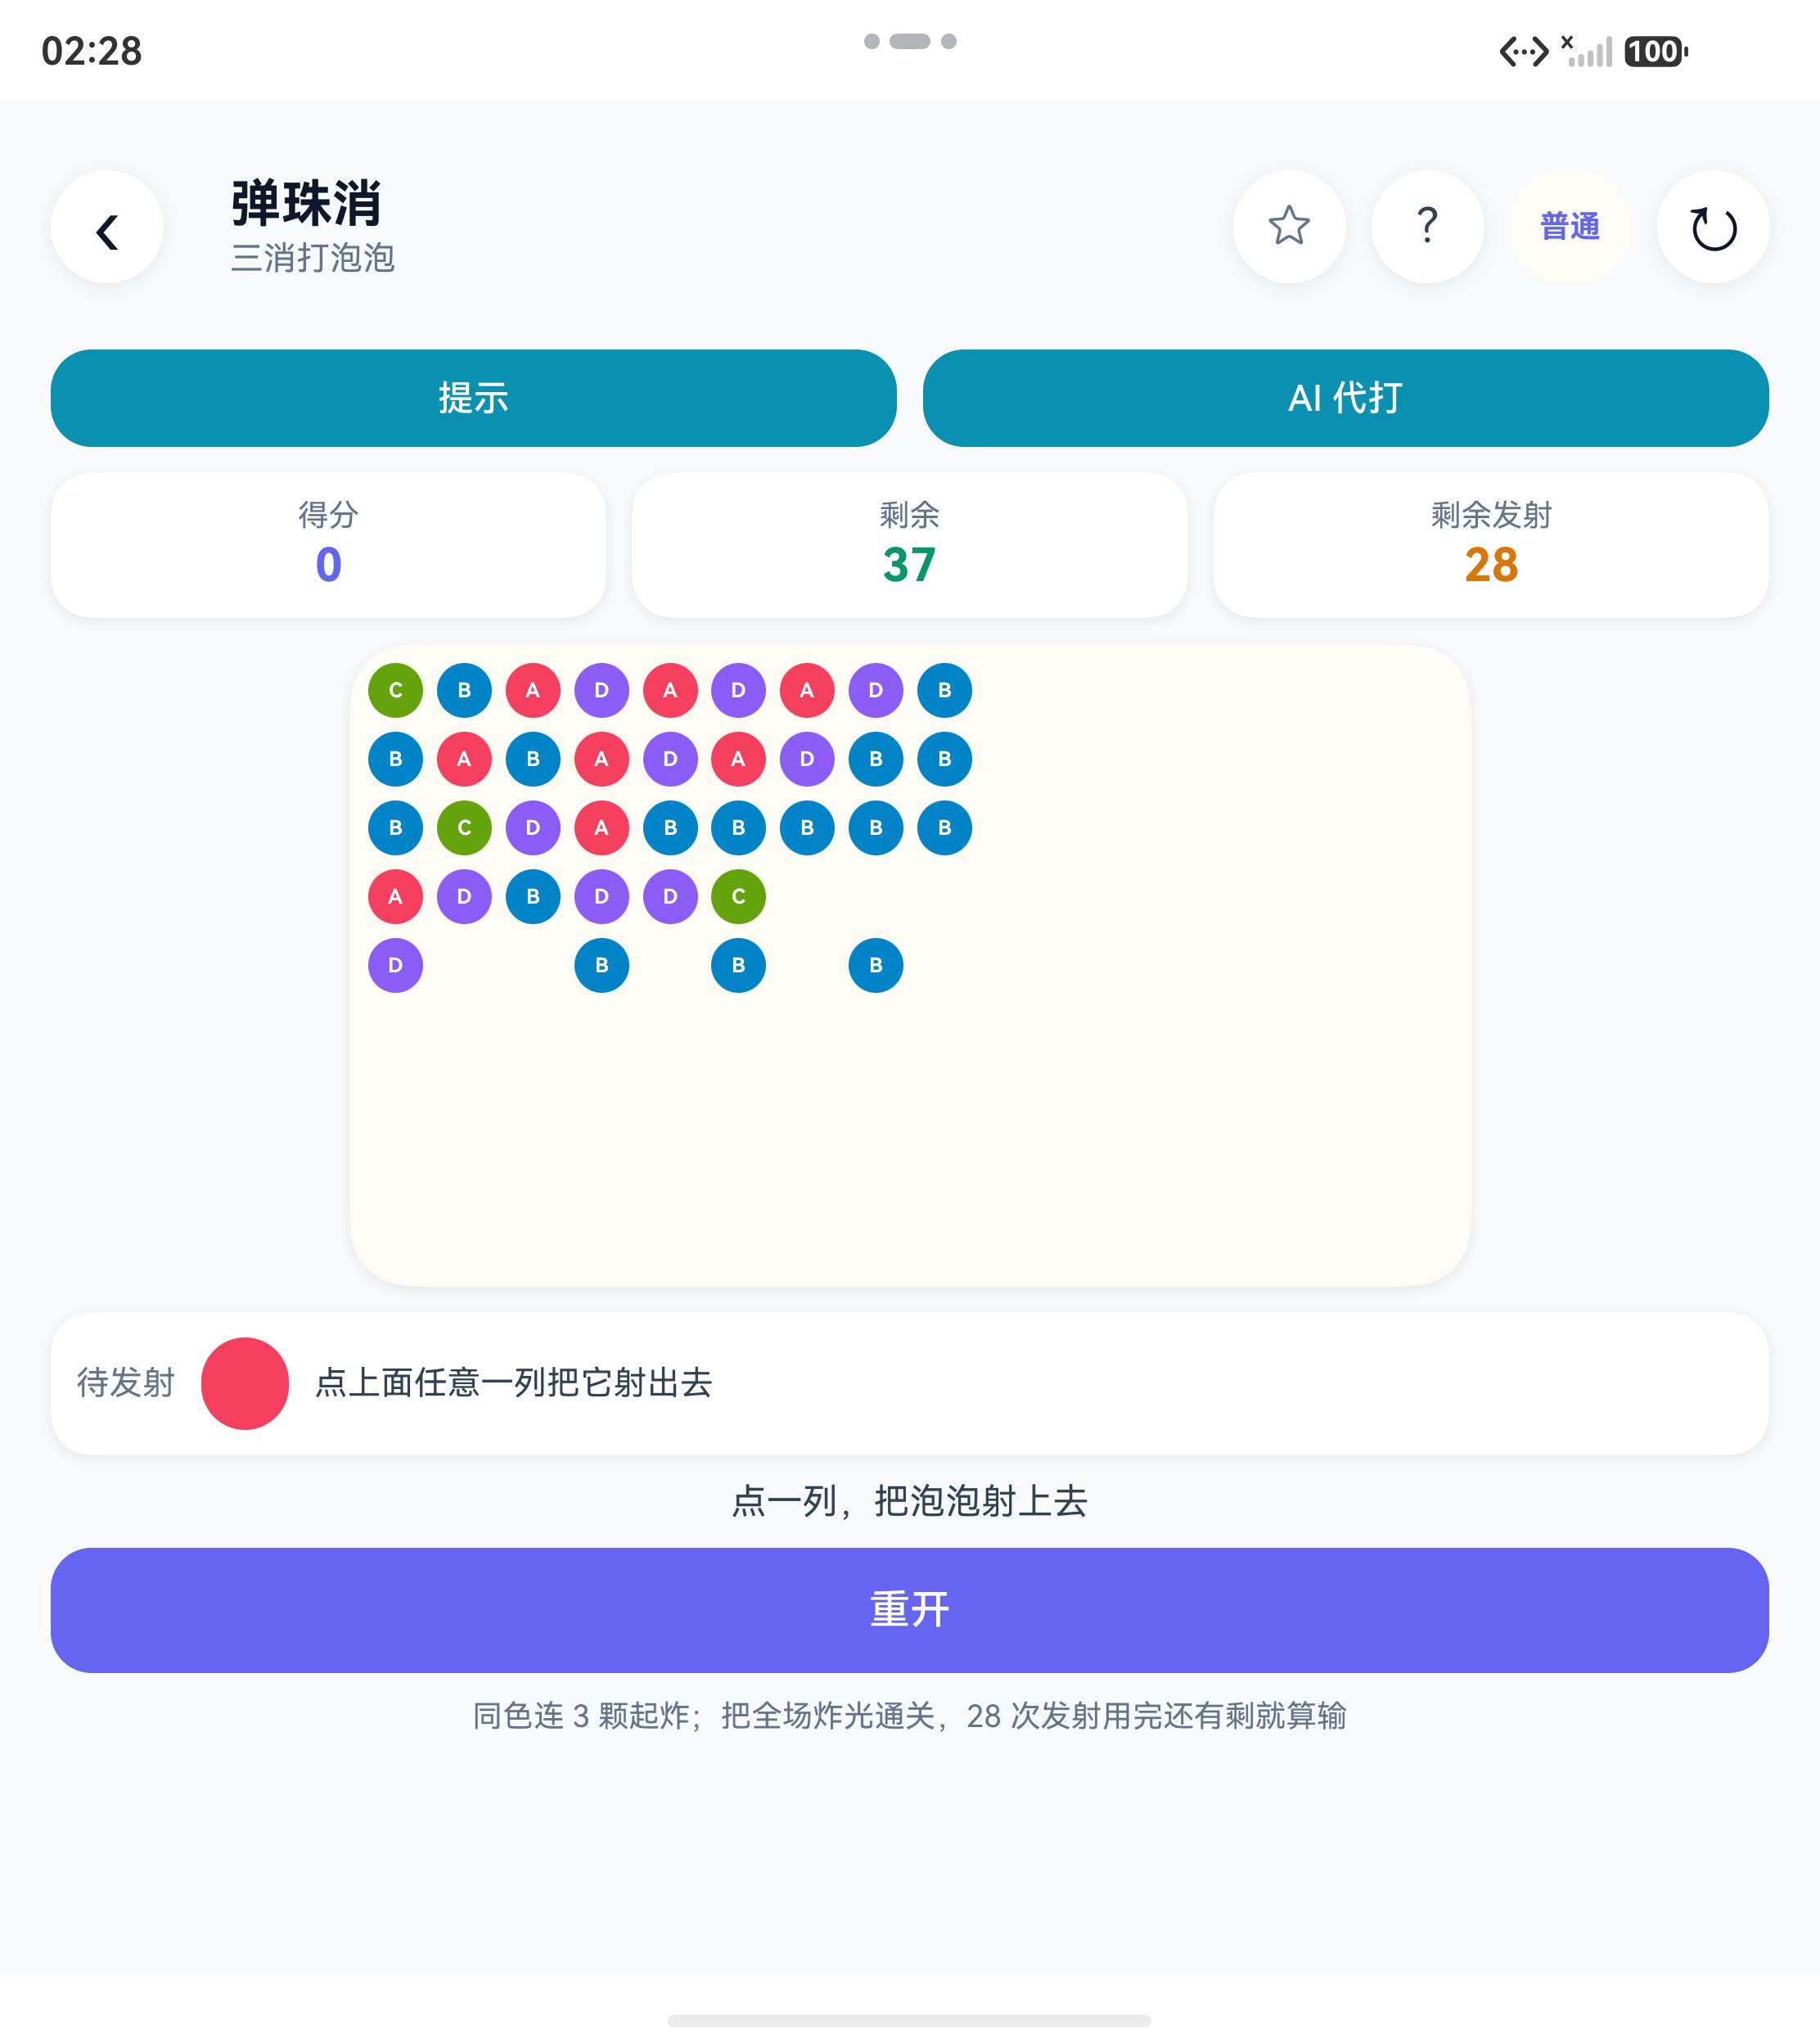 02:28
100
弹珠消
三消打泡泡
?
普通
提示
AI 代打
得分
0
剩余
37
剩余发射
28
C B A D A D A D B
B A B A D A D B B
B C D A B B B B B
A D B D D C
D B B B
待发射
点上面任意一列把它射出去
点一列，把泡泡射上去
重开
同色连 3 颗起炸；把全场炸光通关，28 次发射用完还有剩就算输